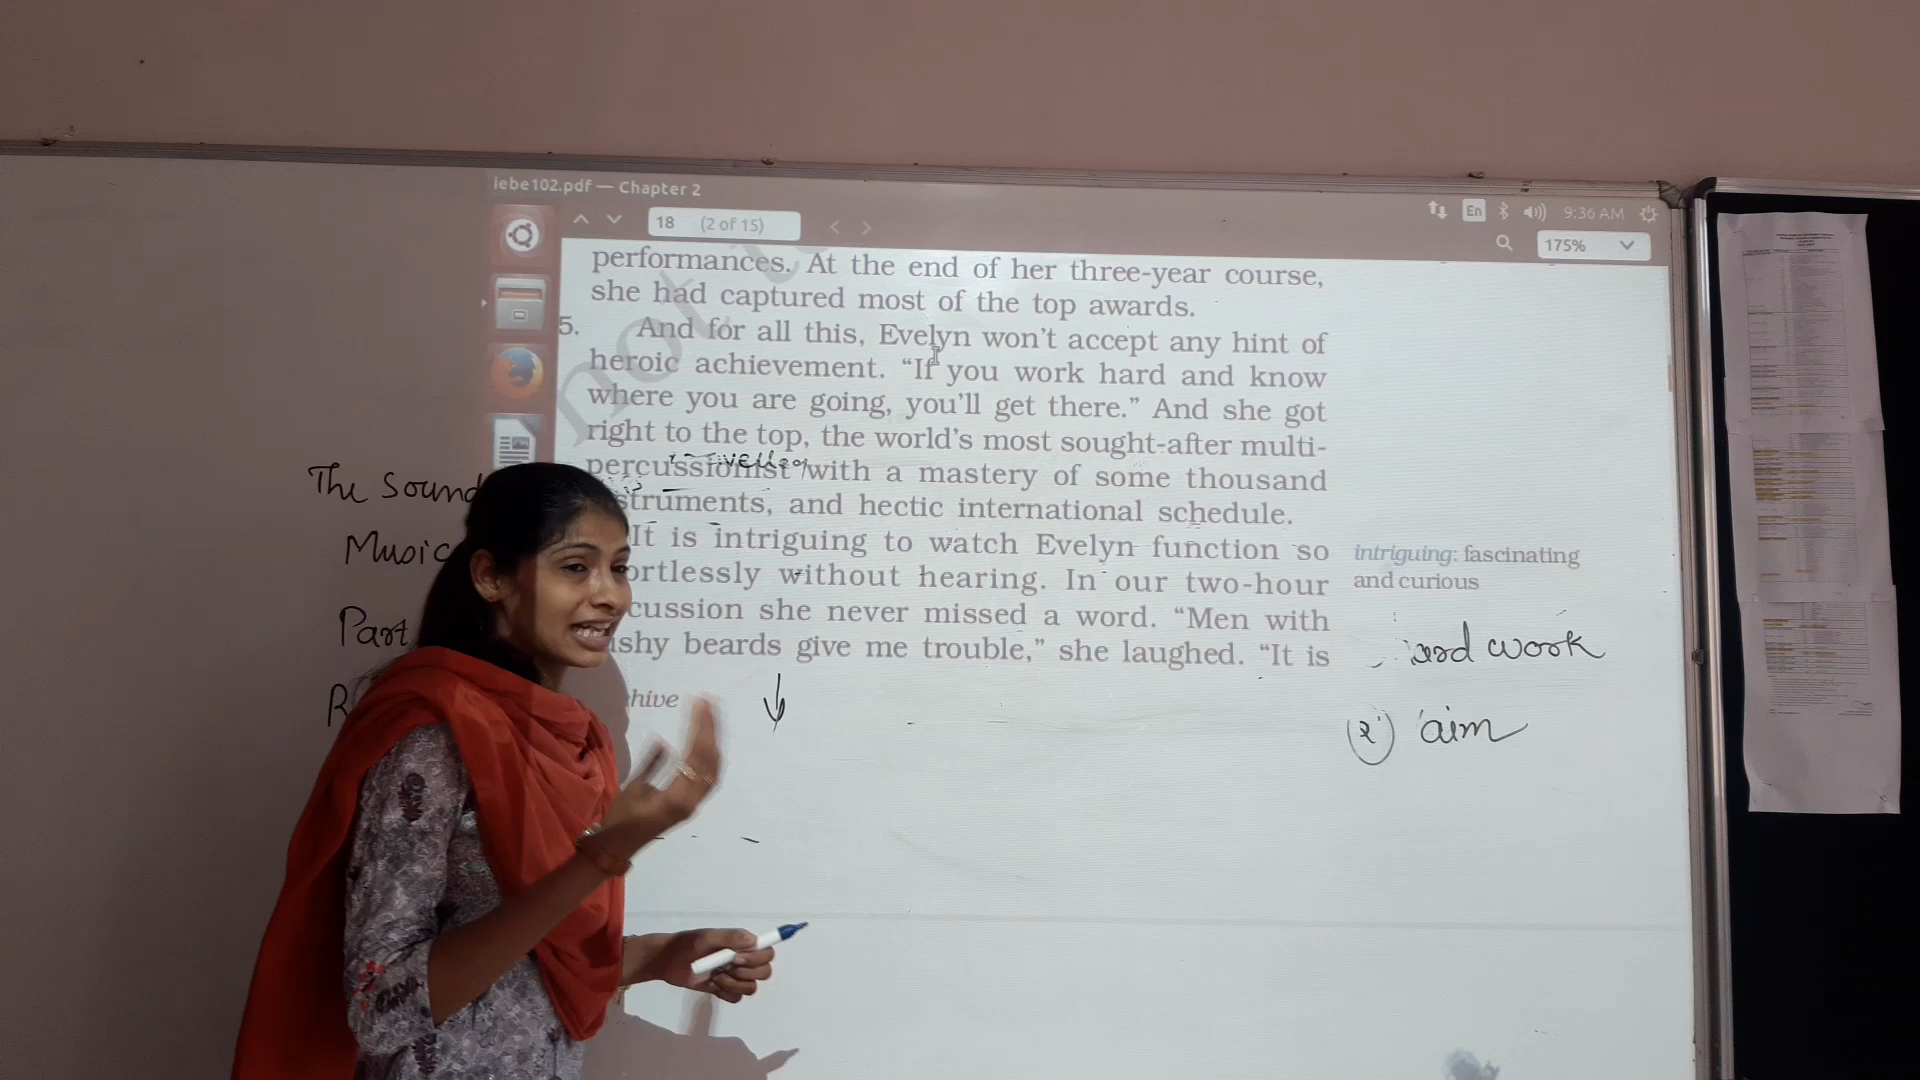 iebe102.pdf — Chapter 2
18 (2 of 15)
En 9:36 AM
175%
performances. At the end of her three-year course,
she had captured most of the top awards.
5. And for all this, Evelyn won't accept any hint of
heroic achievement. “If you work hard and know
where you are going, you'll get there.” And she got
right to the top, the world's most sought-after multi-
percussionist with a mastery of some thousand
struments, and hectic international schedule.
It is intriguing to watch Evelyn function so
ortlessly without hearing. In our two-hour
cussion she never missed a word. “Men with
shy beards give me trouble,” she laughed. “It is
hive
intriguing: fascinating
and curious
work
(2) aim
The Sound
Music
Part
not